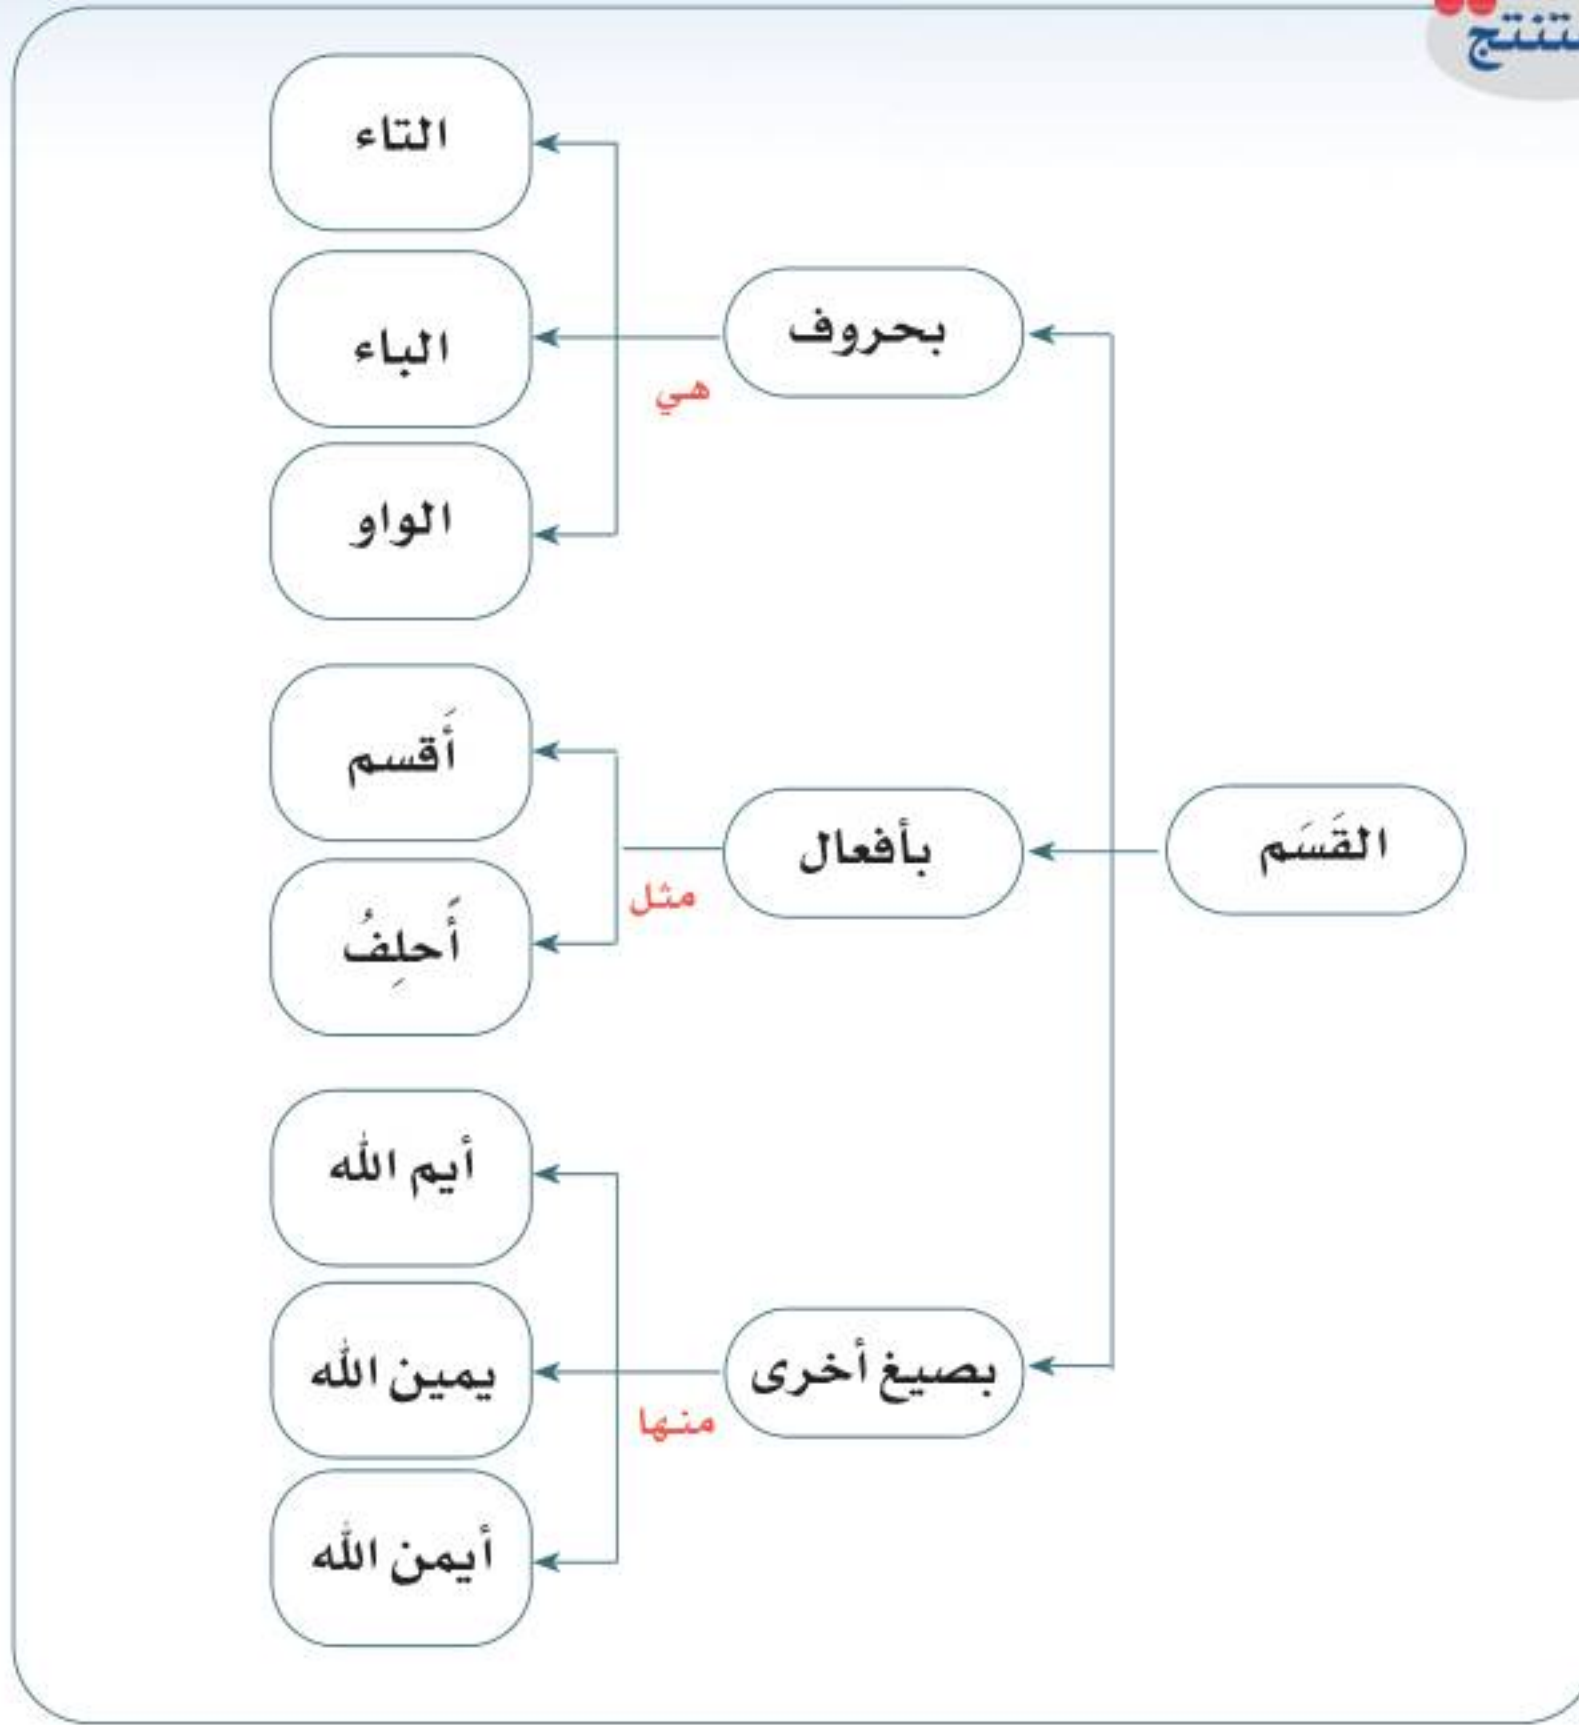 القَسَم
بحروف
هي
التاء
الباء
الواو
بأفعال
مثل
أَقسم
أَحلِفُ
بصيغ أخرى
منها
أيم الله
يمين الله
أيمن الله